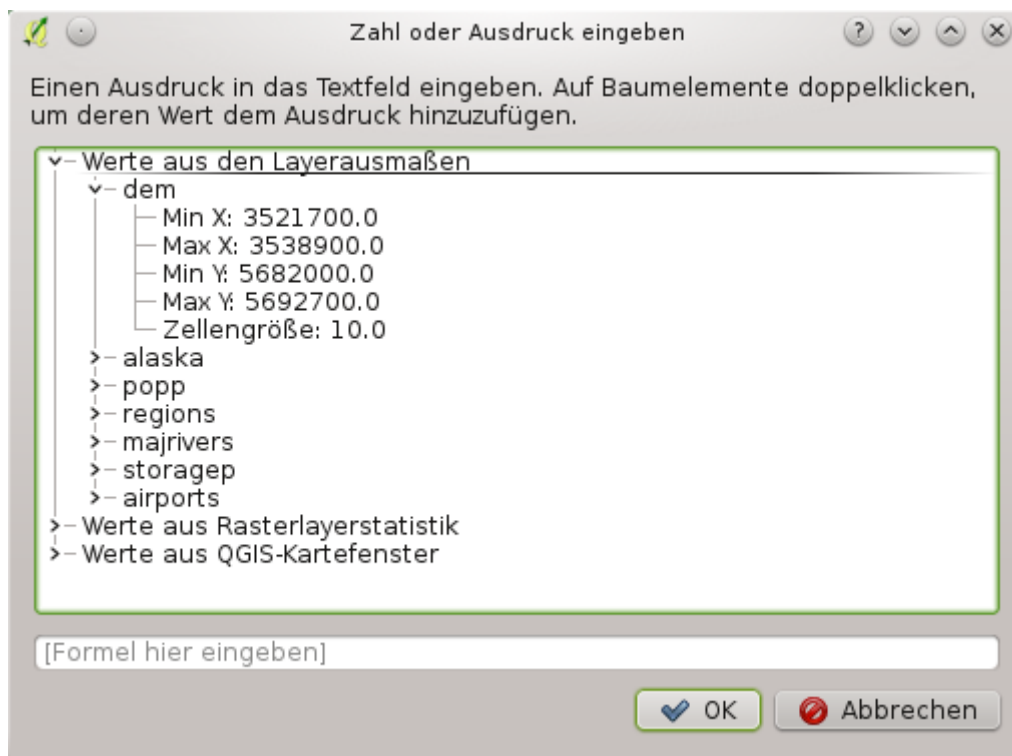 Zahl oder Ausdruck eingeben
Einen Ausdruck in das Textfeld eingeben. Auf Baumelemente doppelklicken,
um deren Wert dem Ausdruck hinzuzufügen.
Werte aus den Layerausmaßen
dem
Min X: 3521700.0
Max X: 3538900.0
Min Y: 5682000.0
Max Y: 5692700.0
Zellengröße: 10.0
alaska
popp
regions
majrivers
storagep
airports
Werte aus Rasterlayerstatistik
Werte aus QGIS-Kartefenster
[Formel hier eingeben]
OK
Abbrechen